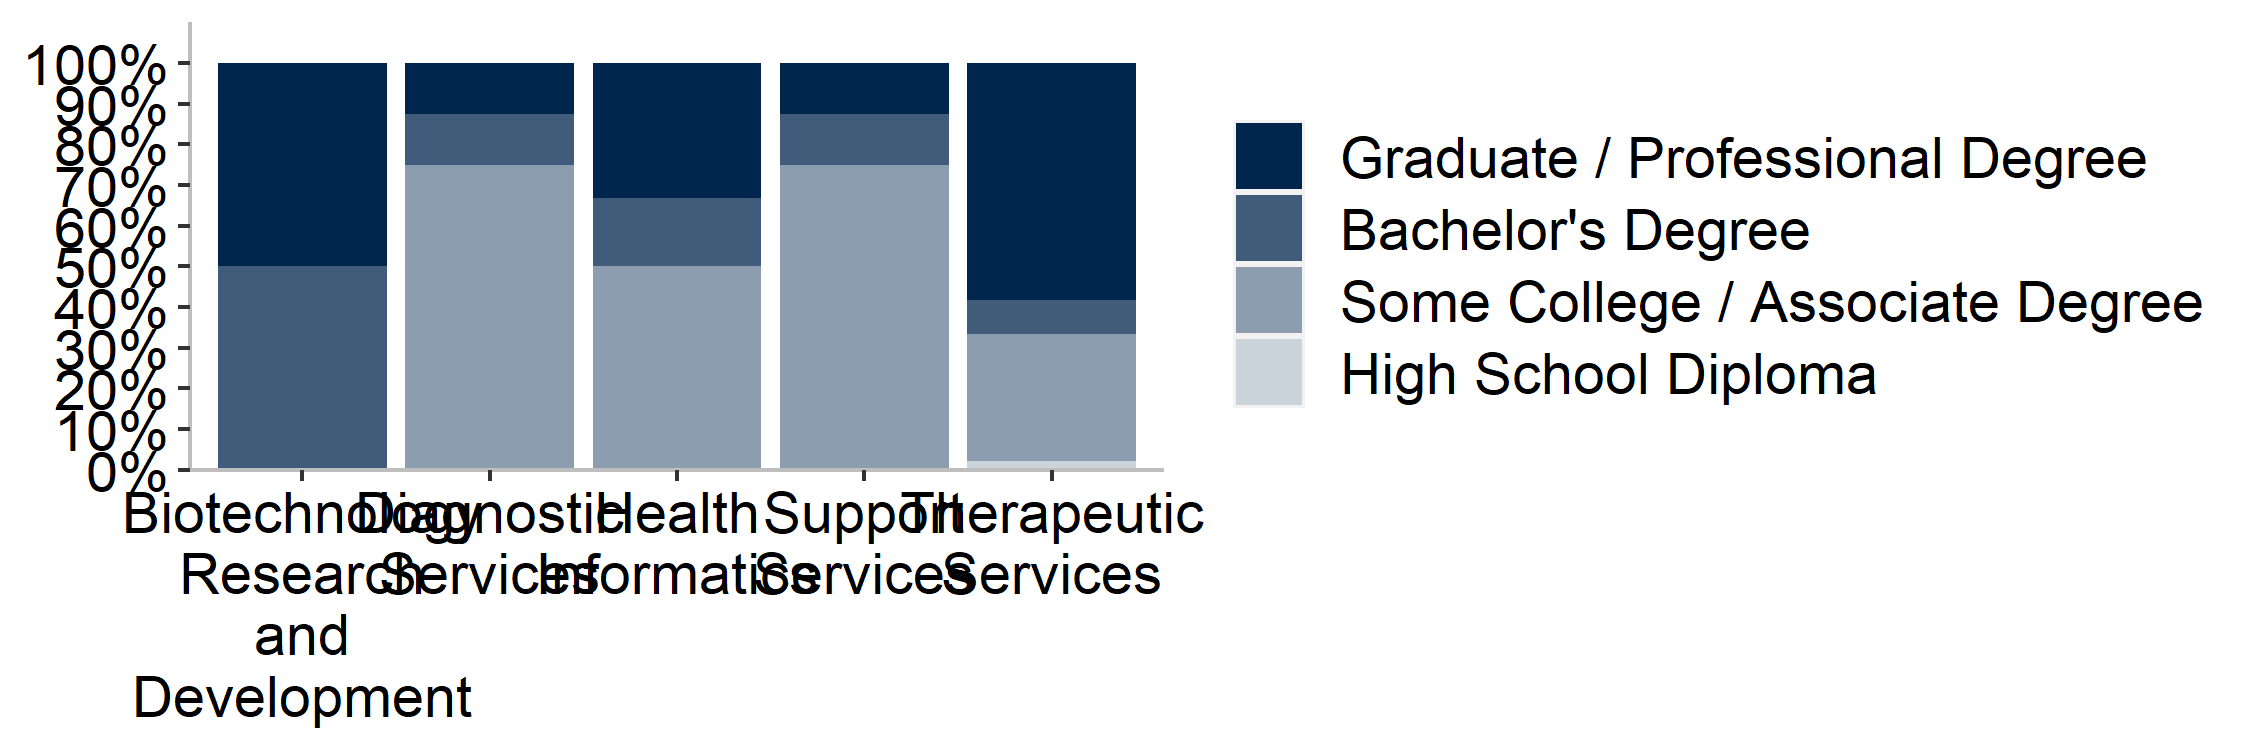 100%
90%
80%
70%
60%
50%
40%
30%
20%
10%
0%
Biotechnology
Research
and
Development
Diagnostic
Services
Health
Informatics
Support
Services
Therapeutic
Services
Graduate / Professional Degree
Bachelor's Degree
Some College / Associate Degree
High School Diploma